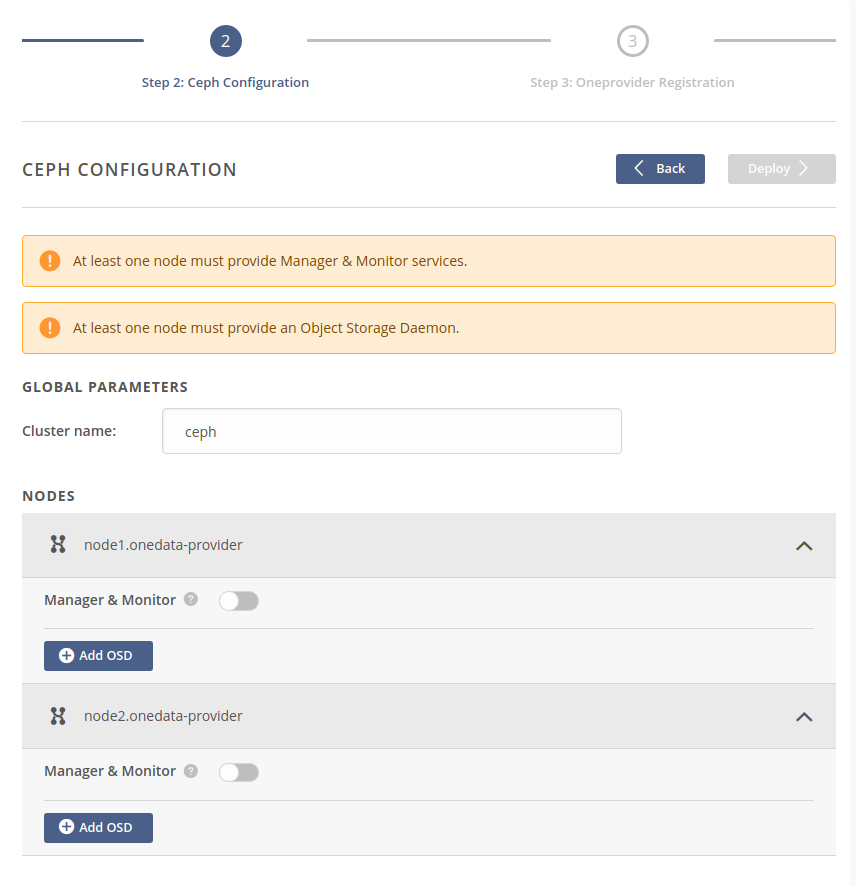 2
3
Step 2: Ceph Configuration
Step 3: Oneprovider Registration
CEPH CONFIGURATION
Back
Deploy
! At least one node must provide Manager & Monitor services.
! At least one node must provide an Object Storage Daemon.
GLOBAL PARAMETERS
Cluster name:
ceph
NODES
node1.onedata-provider
Manager & Monitor ?
Add OSD
node2.onedata-provider
Manager & Monitor ?
Add OSD